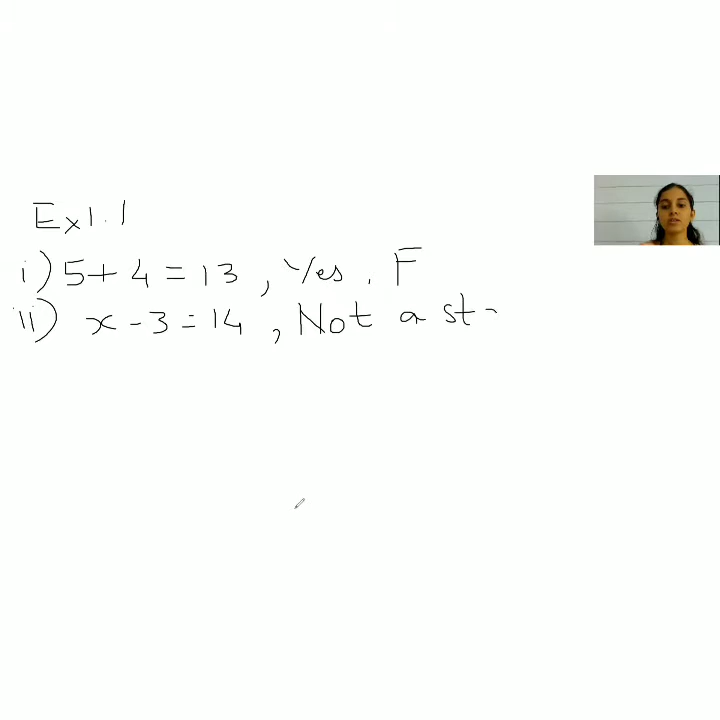 Ex1.1
i) 5+4=13, Yes. F
ii) x-3=14, Not a st-